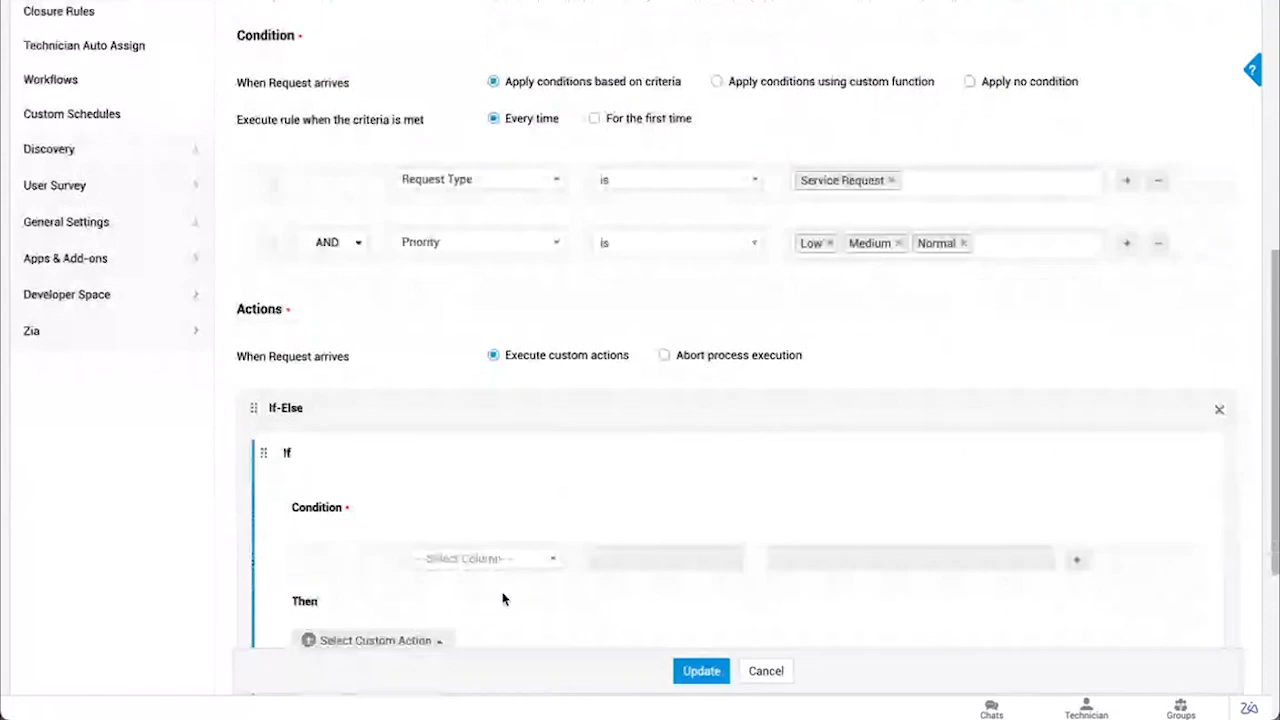 Closure Rules
Technician Auto Assign
Workflows
Custom Schedules
Discovery
User Survey
General Settings
Apps & Add-ons
Developer Space
Zia
Condition •
When Request arrives
Apply conditions based on criteria
Apply conditions using custom function
Apply no condition
Execute rule when the criteria is met
Every time
For the first time
Request Type
is
Service Request ×
+ −
AND
Priority
is
Low × Medium × Normal ×
+ −
Actions •
When Request arrives
Execute custom actions
Abort process execution
If-Else
If
Condition •
--Select Column--
+
Then
Select Custom Action
Update
Cancel
Chats
Technician
Groups
?